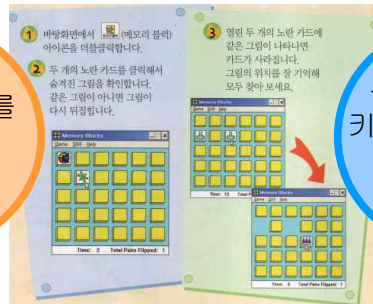 를
1 바탕화면에서 (메모리 블럭)
아이콘을 더블클릭합니다.
2 두 개의 노란 카드를 클릭해서
숨겨진 그림을 확인합니다.
같은 그림이 아니면 그림이
다시 뒤집힙니다.
Memory Blocks
Game Skill Help
Time: 2 Total Pairs Flipped: 1
3 열린 두 개의 노란 카드에
같은 그림이 나타나면
카드가 사라집니다.
그림의 위치를 잘 기억해
모두 찾아 보세요.
Memory Blocks
Game Skill Help
Time: 15 Total P
Memory Blocks
Game Skill Help
Time: 6 Total Pairs Flipped: 1
키